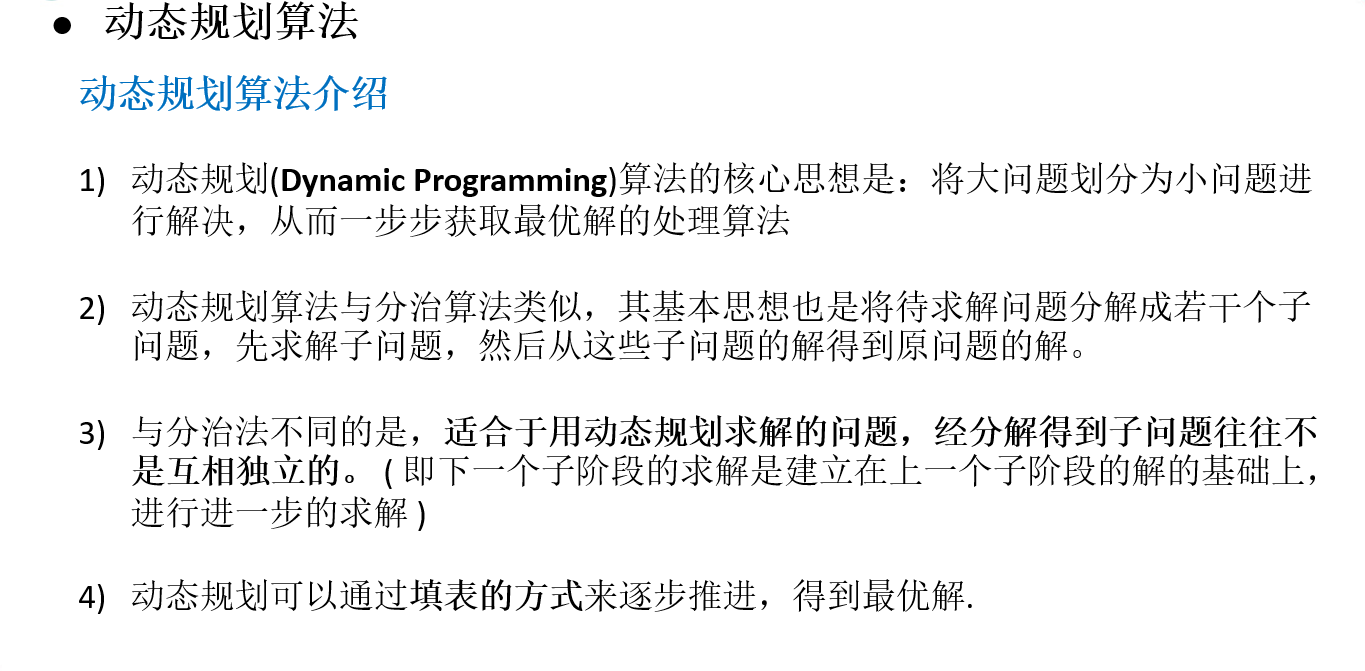 ● 动态规划算法
动态规划算法介绍
1) 动态规划(Dynamic Programming)算法的核心思想是：将大问题划分为小问题进
行解决，从而一步步获取最优解的处理算法
2) 动态规划算法与分治算法类似，其基本思想也是将待求解问题分解成若干个子
问题，先求解子问题，然后从这些子问题的解得到原问题的解。
3) 与分治法不同的是，适合于用动态规划求解的问题，经分解得到子问题往往不
是互相独立的。 ( 即下一个子阶段的求解是建立在上一个子阶段的解的基础上，
进行进一步的求解 )
4) 动态规划可以通过填表的方式来逐步推进，得到最优解.